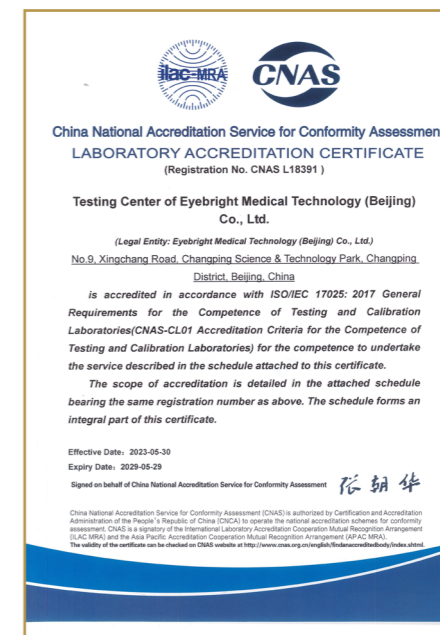 ilac-MRA
CNAS
China National Accreditation Service for Conformity Assessmen
LABORATORY ACCREDITATION CERTIFICATE
(Registration No. CNAS L18391 )
Testing Center of Eyebright Medical Technology (Beijing)
Co., Ltd.
(Legal Entity: Eyebright Medical Technology (Beijing) Co., Ltd.)
No.9, Xingchang Road, Changping Science & Technology Park, Changping
District, Beijing, China
is accredited in accordance with ISO/IEC 17025: 2017 General
Requirements for the Competence of Testing and Calibration
Laboratories(CNAS-CL01 Accreditation Criteria for the Competence of
Testing and Calibration Laboratories) for the competence to undertake
the service described in the schedule attached to this certificate.
The scope of accreditation is detailed in the attached schedule
bearing the same registration number as above. The schedule forms an
integral part of this certificate.
Effective Date: 2023-05-30
Expiry Date: 2029-05-29
Signed on behalf of China National Accreditation Service for Conformity Assessment 张朝华
China National Accreditation Service for Conformity Assessment (CNAS) is authorized by Certification and Accreditation
Administration of the People's Republic of China (CNCA) to operate the national accreditation schemes for conformity
assessment. CNAS is a signatory of the International Laboratory Accreditation Cooperation Mutual Recognition Arrangement
(ILAC MRA) and the Asia Pacific Accreditation Cooperation Mutual Recognition Arrangement (APAC MRA).
The validity of the certificate can be checked on CNAS website at http://www.cnas.org.cn/english/findanaccreditedbody/index.shtml.